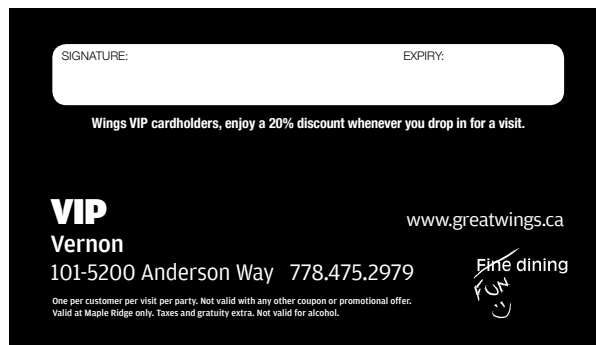 SIGNATURE: EXPIRY:
Wings VIP cardholders, enjoy a 20% discount whenever you drop in for a visit.
VIP
www.greatwings.ca
Vernon
101-5200 Anderson Way 778.475.2979
Fine dining
FUN
One per customer per visit per party. Not valid with any other coupon or promotional offer.
Valid at Maple Ridge only. Taxes and gratuity extra. Not valid for alcohol.